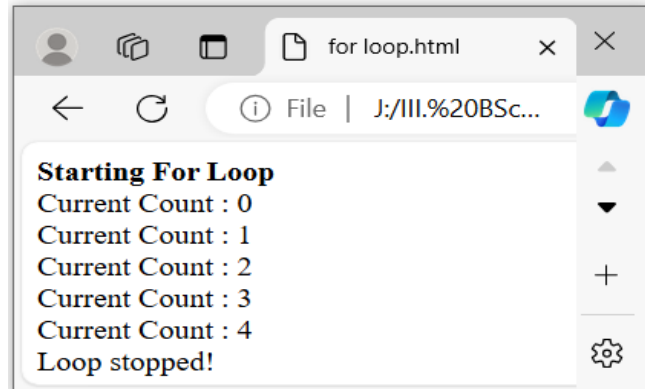 for loop.html
File | J:/III.%20BSc...
Starting For Loop
Current Count : 0
Current Count : 1
Current Count : 2
Current Count : 3
Current Count : 4
Loop stopped!